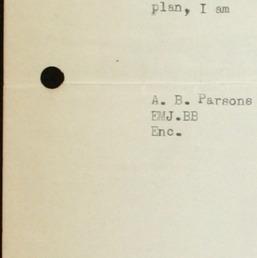 plan, I am
A. B. Parsons
EMJ.BB
Enc.